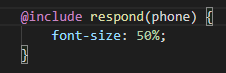 @include respond(phone) {
    font-size: 50%;
}